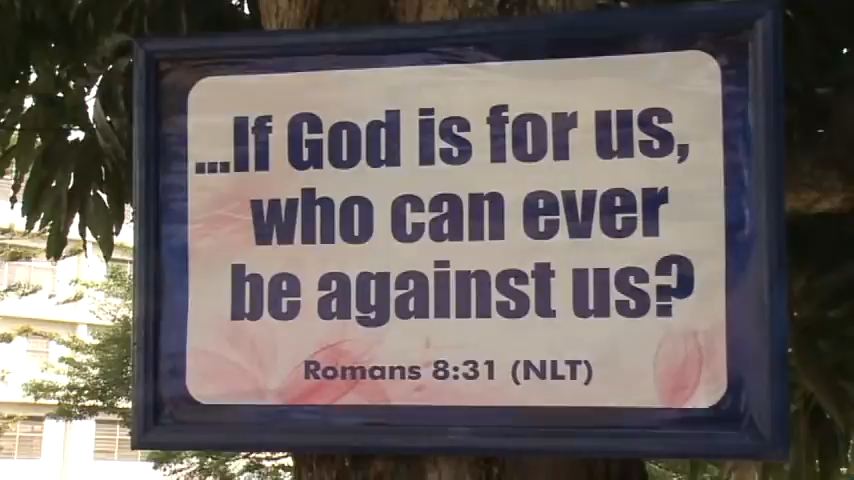 ...If God is for us,
who can ever
be against us?
Romans 8:31 (NLT)